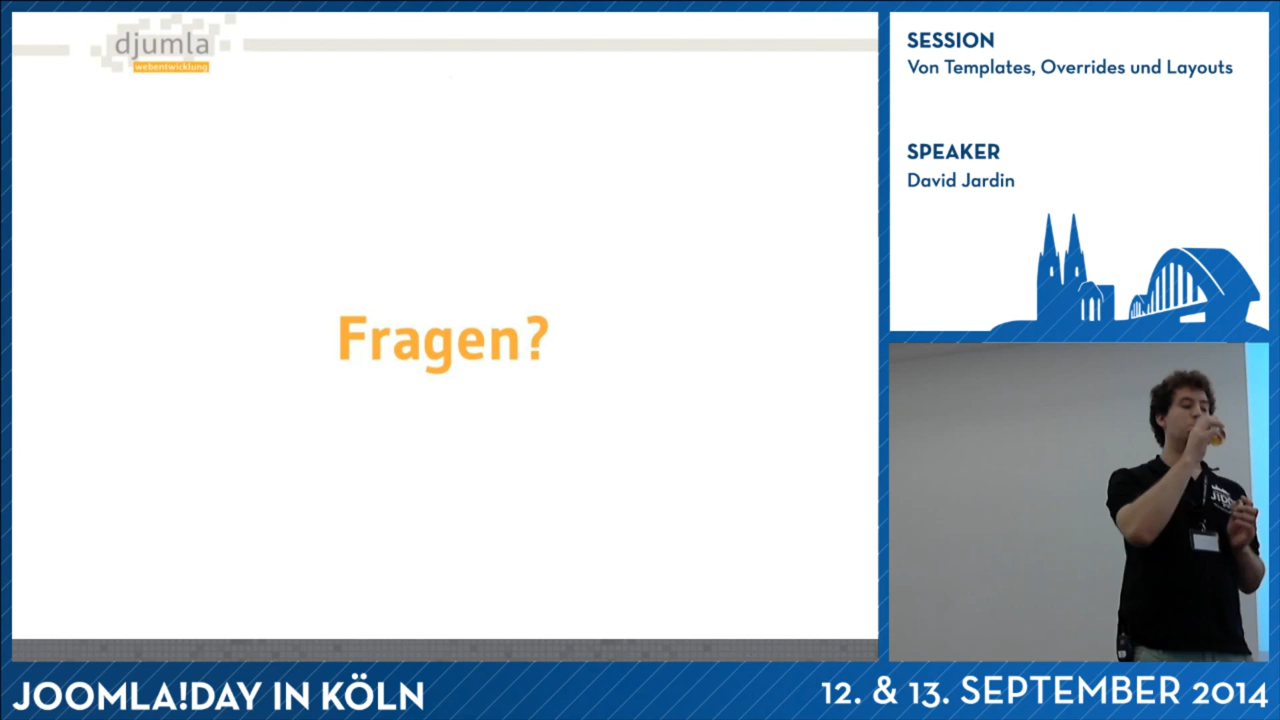 djumla
webentwicklung
Fragen?
SESSION
Von Templates, Overrides und Layouts
SPEAKER
David Jardin
JOOMLA!DAY IN KÖLN
12. & 13. SEPTEMBER 2014